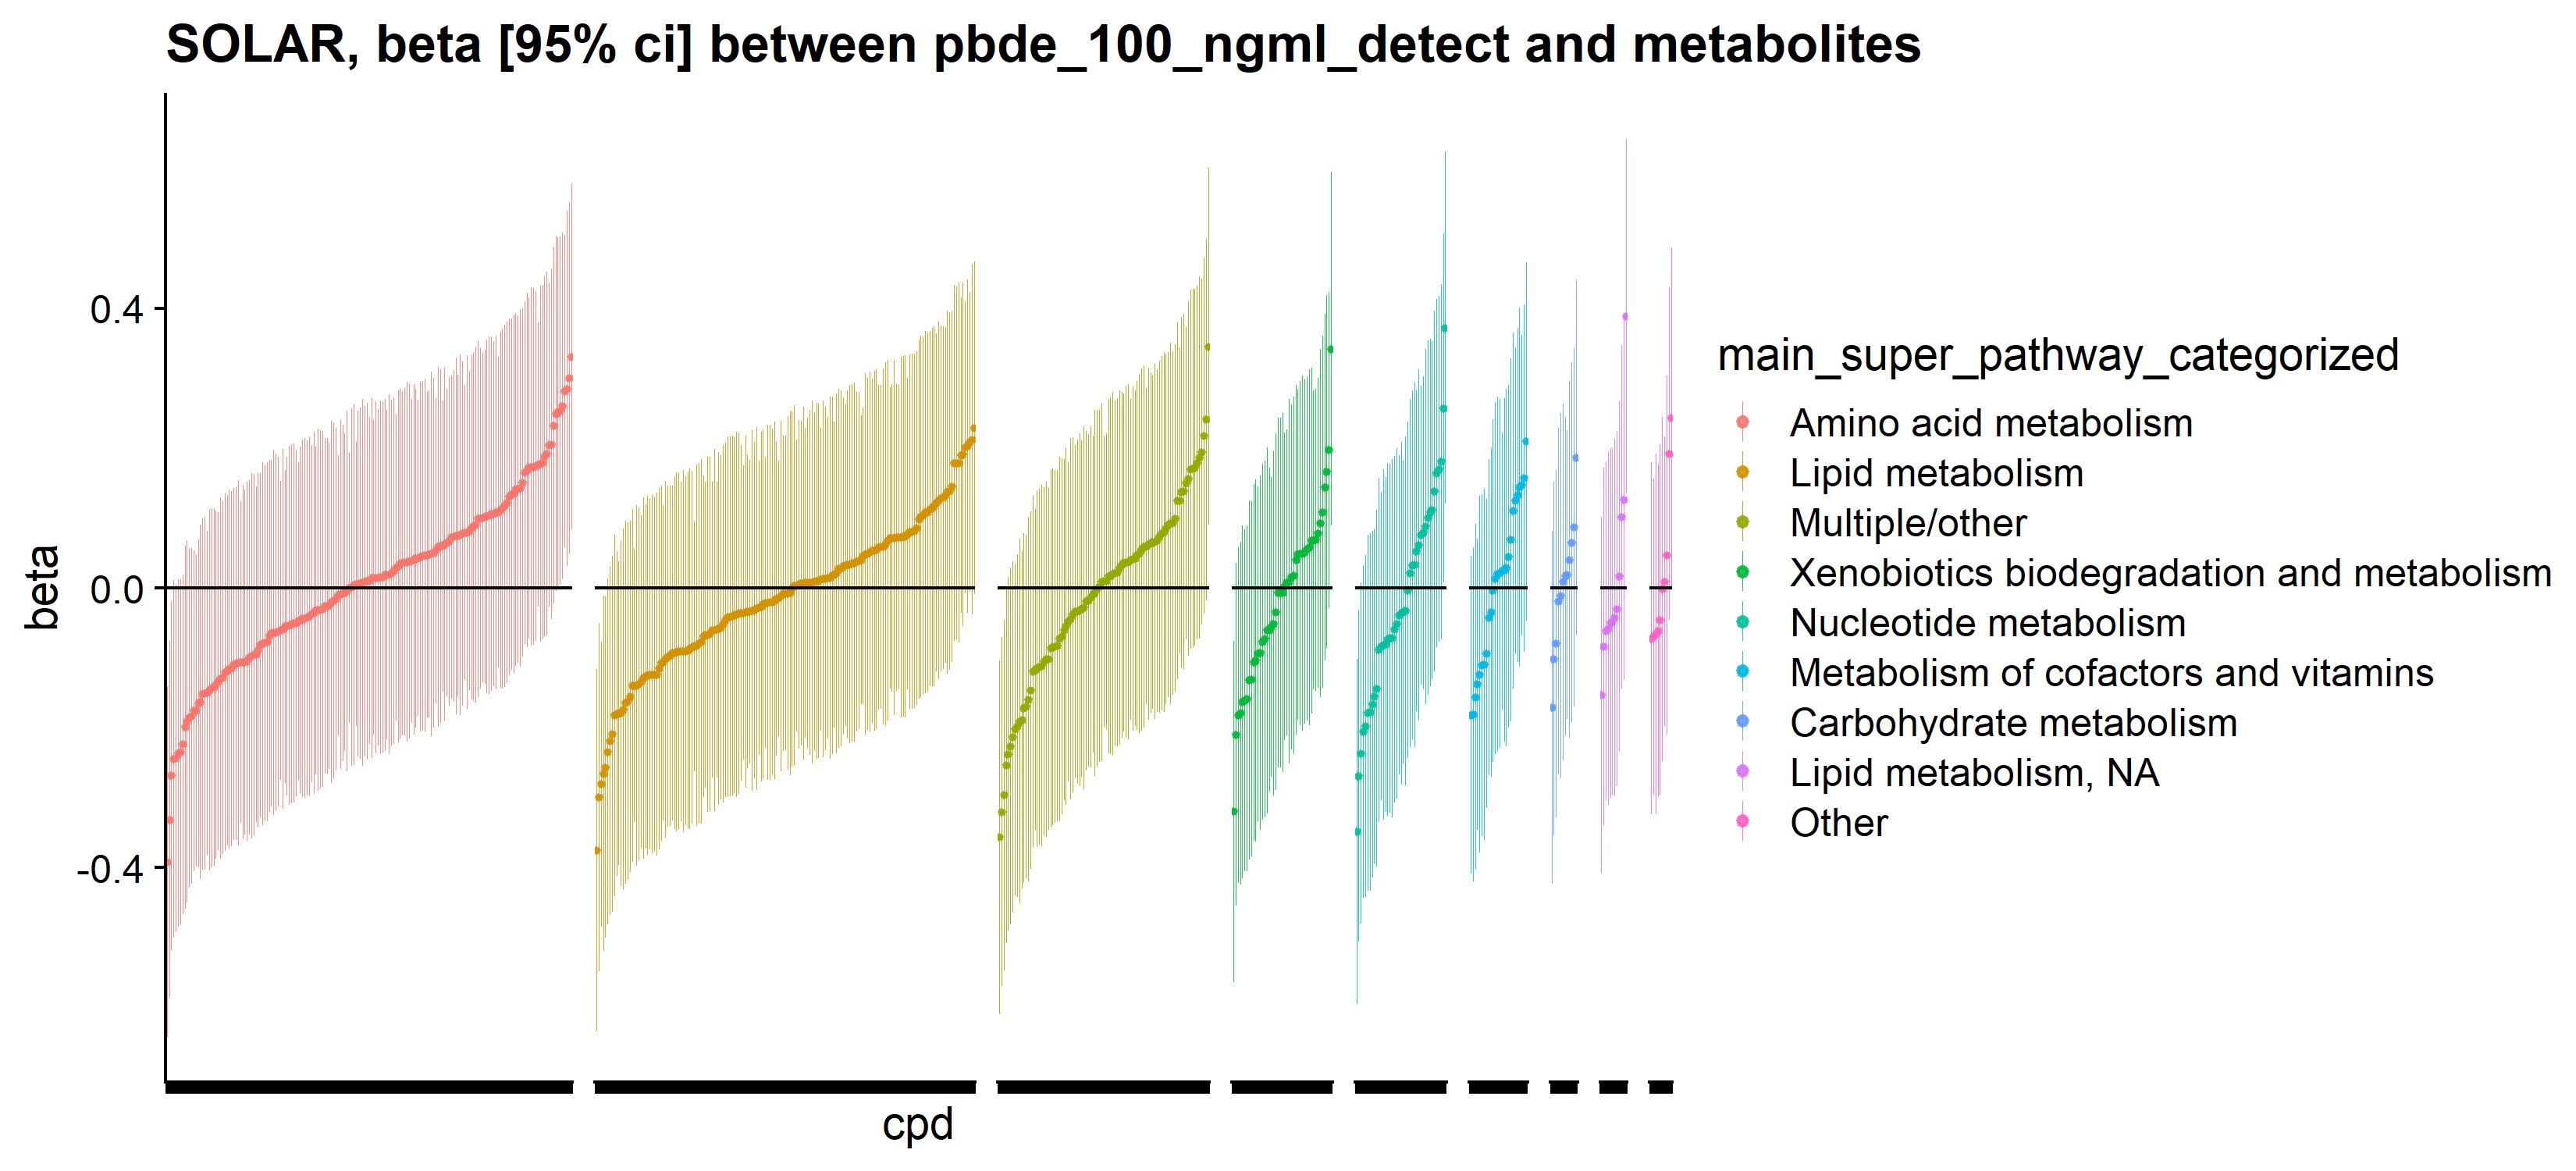 SOLAR, beta [95% ci] between pbde_100_ngml_detect and metabolites
0.4
0.0
-0.4
beta
cpd
main_super_pathway_categorized
Amino acid metabolism
Lipid metabolism
Multiple/other
Xenobiotics biodegradation and metabolism
Nucleotide metabolism
Metabolism of cofactors and vitamins
Carbohydrate metabolism
Lipid metabolism, NA
Other